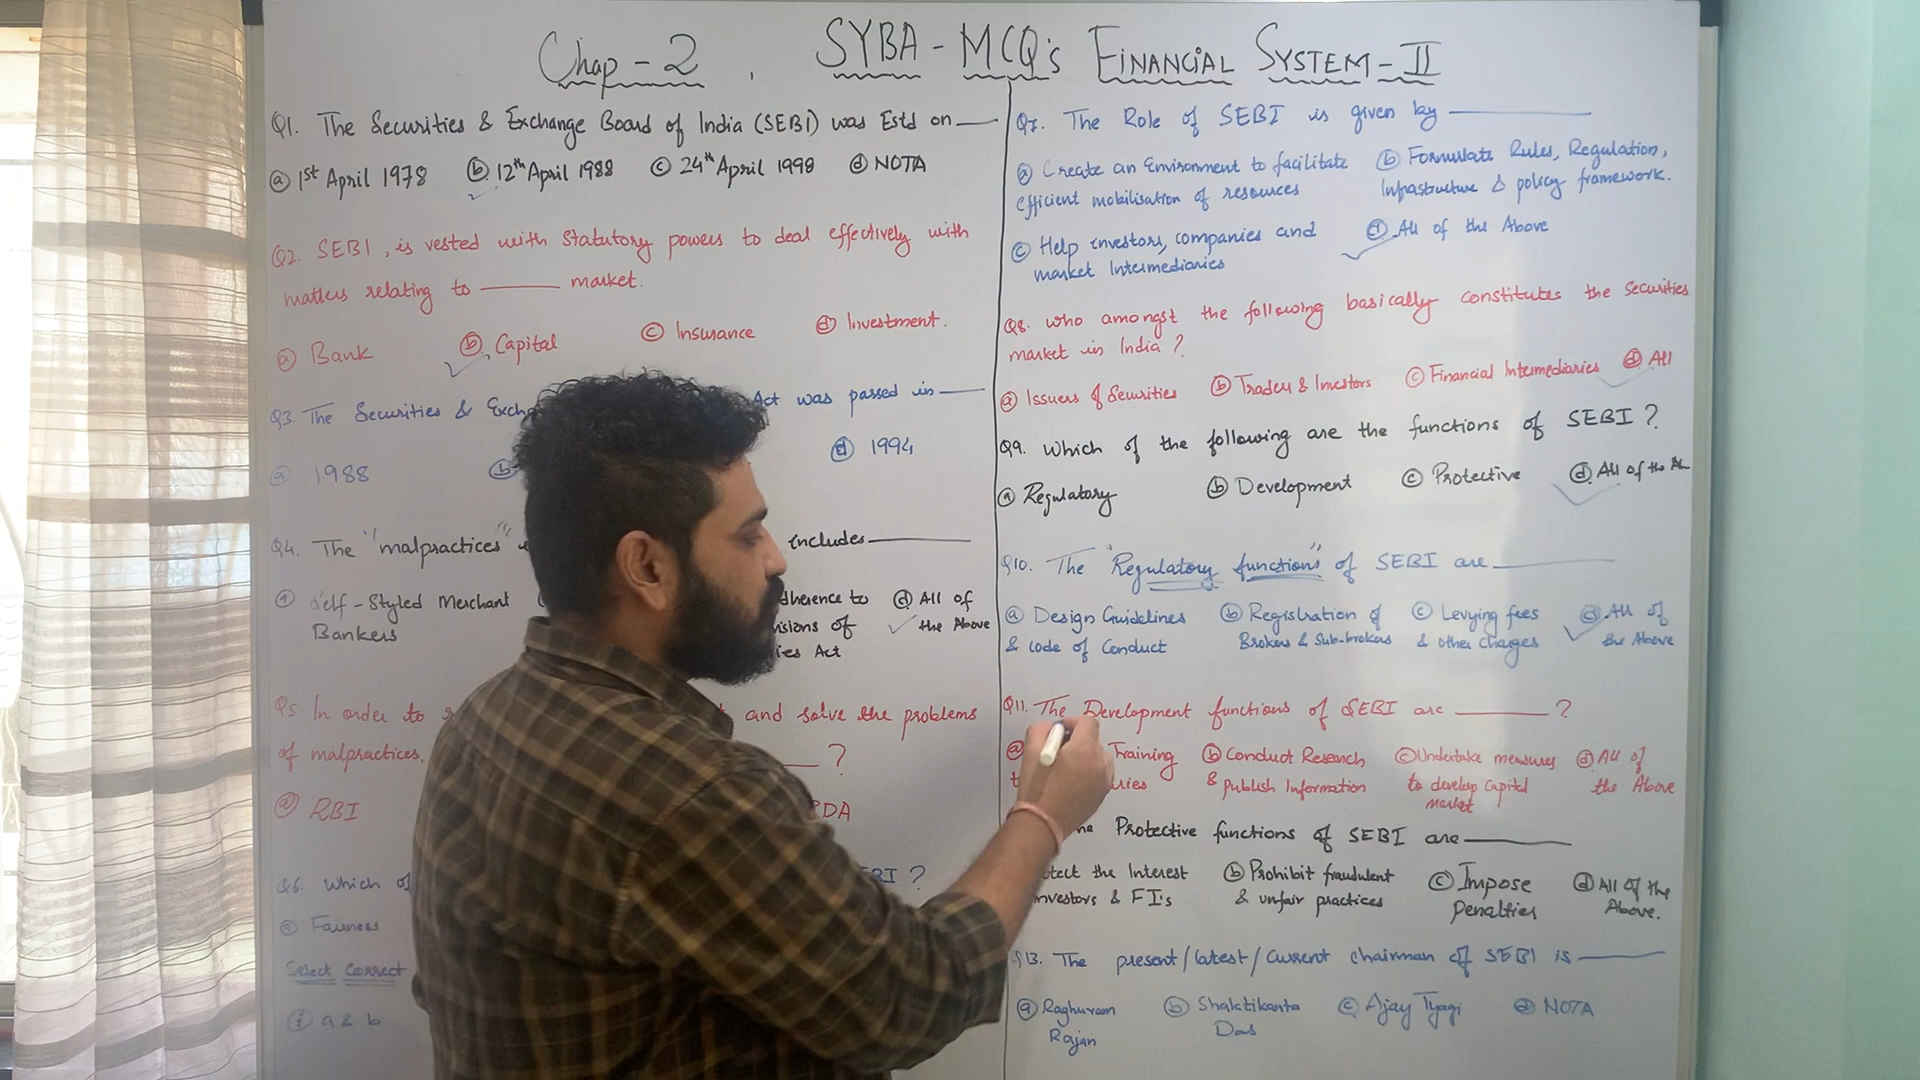 Chap-2. SYBA-MCQ's FINANCIAL SYSTEM-II
Q1. The Securities & Exchange Board of India (SEBI) was Estd on
ⓐ 1st April 1978 ⓑ 12th April 1988 ⓒ 24th April 1998 ⓓ NOTA
Q2. SEBI, is vested with statutory powers to deal effectively with
matters relating to ______ market.
ⓐ Bank ⓑ Capital ⓒ Insurance ⓓ Investment.
Q3. The Securities & Exch Act was passed in
ⓐ 1988 ⓑ ⓓ 1994
Q4. The "malpractices" includes
ⓐ Self-Styled Merchant ⓓ All of
Bankers the Above
Act
Q5 In order to and solve the problems
of malpractices, ?
ⓐ RBI
Q6. Which of ?
ⓐ Fairness
Select Correct
ⓘ a & b
Q7. The Role of SEBI is given by
ⓐ Create an Environment to facilitate ⓑ Formulate Rules, Regulation,
efficient mobilisation of resources Infrastructure & policy framework.
ⓒ Help investors, companies and ⓓ All of the Above
market Intermediaries
Q8. who amongst the following basically constitutes the securities
market in India ?
ⓐ Issuers of Securities ⓑ Traders & Investors ⓒ Financial Intermediaries ⓓ All
Q9. Which of the following are the functions of SEBI ?
ⓐ Regulatory ⓑ Development ⓒ Protective ⓓ All of the
Q10. The "Regulatory functions" of SEBI are
ⓐ Design Guidelines ⓑ Registration of ⓒ Levying fees ⓓ All of
& code of Conduct Brokers & Sub-brokers & other charges the Above
Q11. The Development functions of SEBI are ______ ?
ⓐ Training ⓑ Conduct Research ⓒ Undertake measures ⓓ All of
& publish Information to develop Capital the Above
market
Protective functions of SEBI are
the Interest ⓑ Prohibit fraudulent ⓒ Impose ⓓ All of the
& FI's & unfair practices Penalties Above.
Q13. The present/latest/current chairman of SEBI is
ⓐ Raghuram ⓑ Shaktikanta ⓒ Ajay Tyagi ⓓ NOTA
Rajan Das